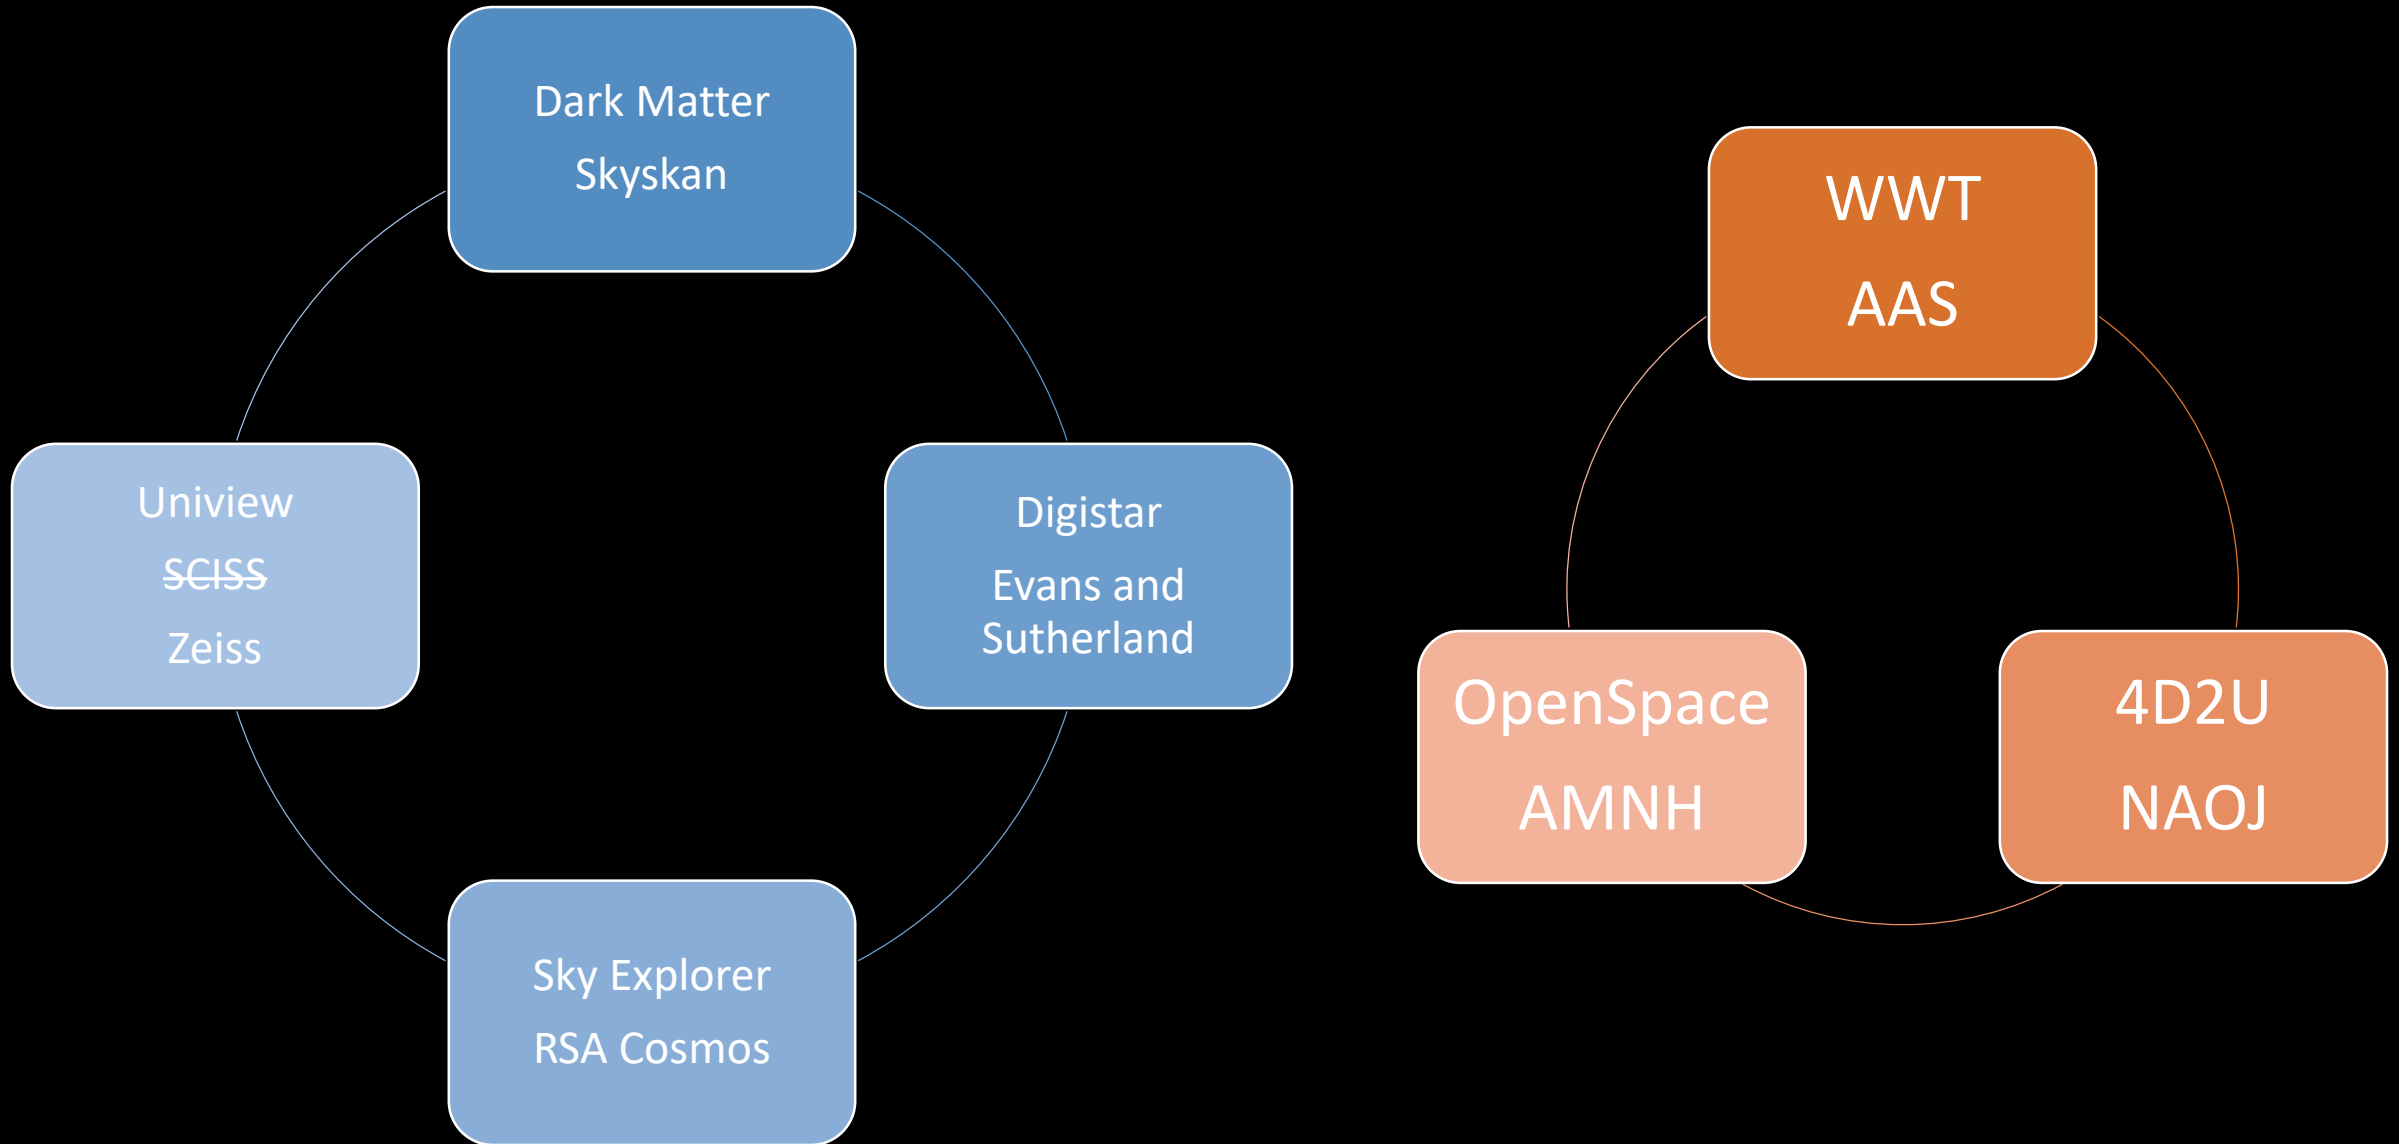 Dark Matter
Skyskan
Uniview
SCISS
Zeiss
Digistar
Evans and
Sutherland
Sky Explorer
RSA Cosmos
WWT
AAS
OpenSpace
AMNH
4D2U
NAOJ